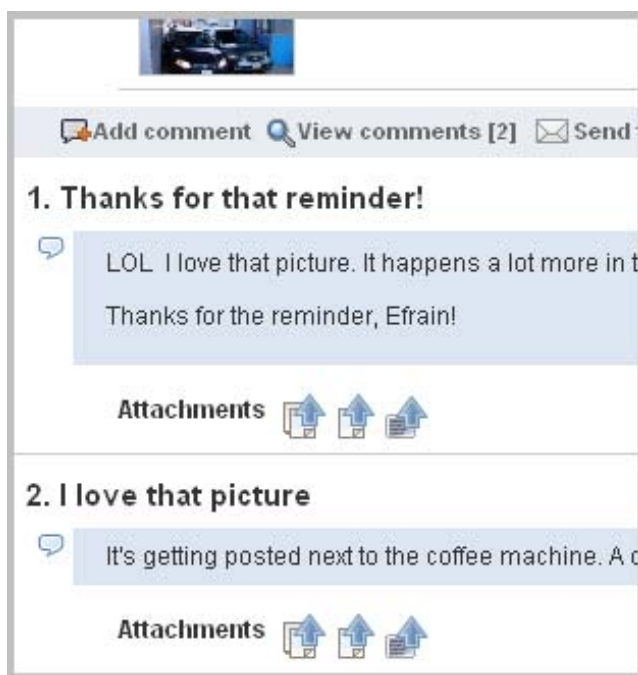 Add comment View comments [2] Send
1. Thanks for that reminder!
LOL I love that picture. It happens a lot more in
Thanks for the reminder, Efrain!
Attachments
2. I love that picture
It's getting posted next to the coffee machine. A
Attachments